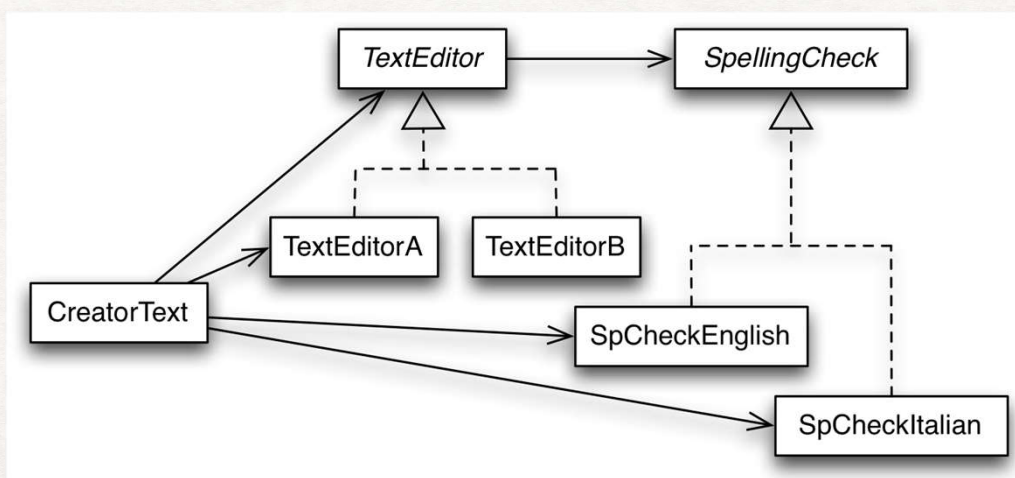 TextEditor
SpellingCheck
TextEditorA
TextEditorB
CreatorText
SpCheckEnglish
SpCheckItalian